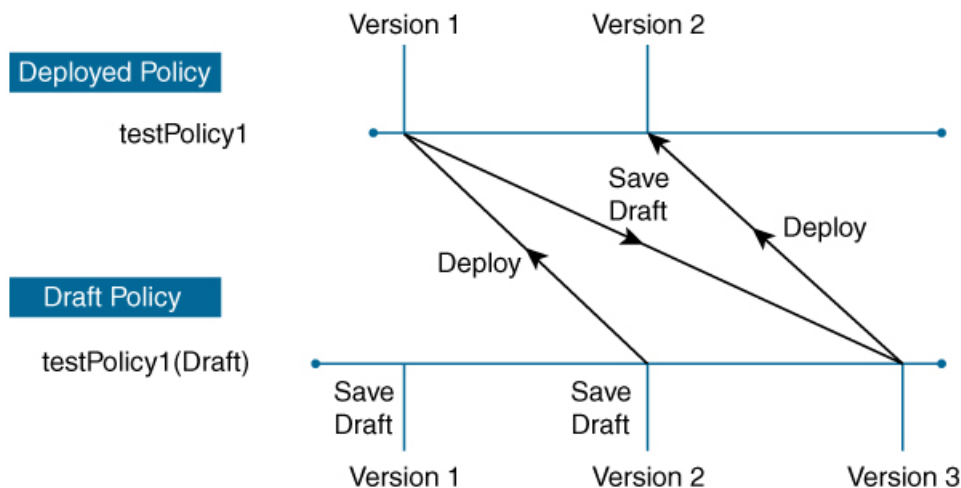 Version 1
Version 2
Deployed Policy
testPolicy1
Save
Draft
Deploy
Deploy
Draft Policy
testPolicy1(Draft)
Save
Draft
Save
Draft
Version 1
Version 2
Version 3